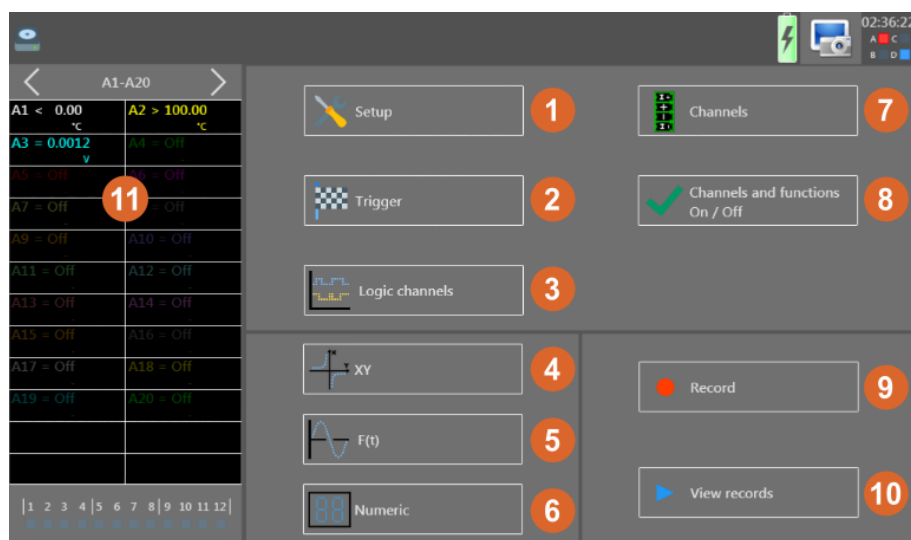 02:36:22
A C
B D
A1-A20
A1 < 0.00
°C
A2 > 100.00
°C
A3 = 0.0012
V
A4 = Off
A5 = Off
A6 = Off
A7 = Off
= Off
A9 = Off
A10 = Off
A11 = Off
A12 = Off
A13 = Off
A14 = Off
A15 = Off
A16 = Off
A17 = Off
A18 = Off
A19 = Off
A20 = Off
1 2 3 4 5 6 7 8 9 10 11 12
11
Setup
1
Trigger
2
Logic channels
3
XY
4
F(t)
5
Numeric
6
Channels
7
Channels and functions
On / Off
8
Record
9
View records
10